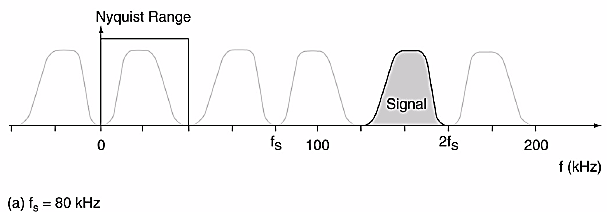 Nyquist Range
Signal
0 fs 100 2fs 200
f (kHz)
(a) fs = 80 kHz